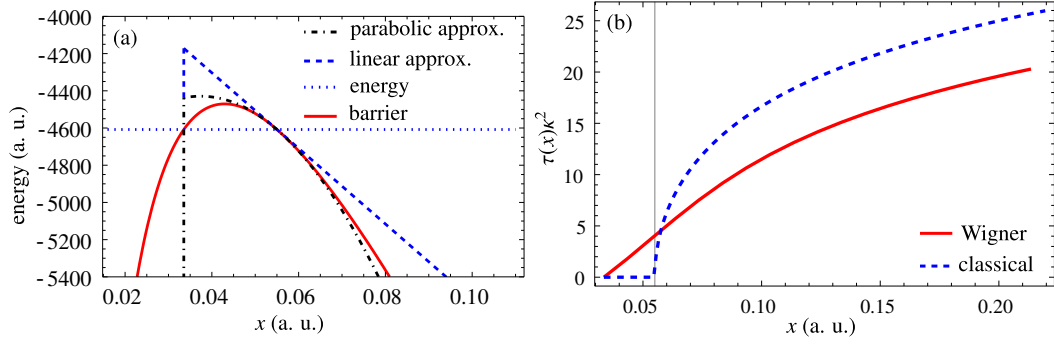 (a)
parabolic approx.
linear approx.
energy
barrier
energy (a. u.)
-4000
-4200
-4400
-4600
-4800
-5000
-5200
-5400
0.02
0.04
0.06
0.08
0.10
x (a. u.)
(b)
τ(x)κ²
25
20
15
10
5
0
Wigner
classical
0.05
0.10
0.15
0.20
x (a. u.)